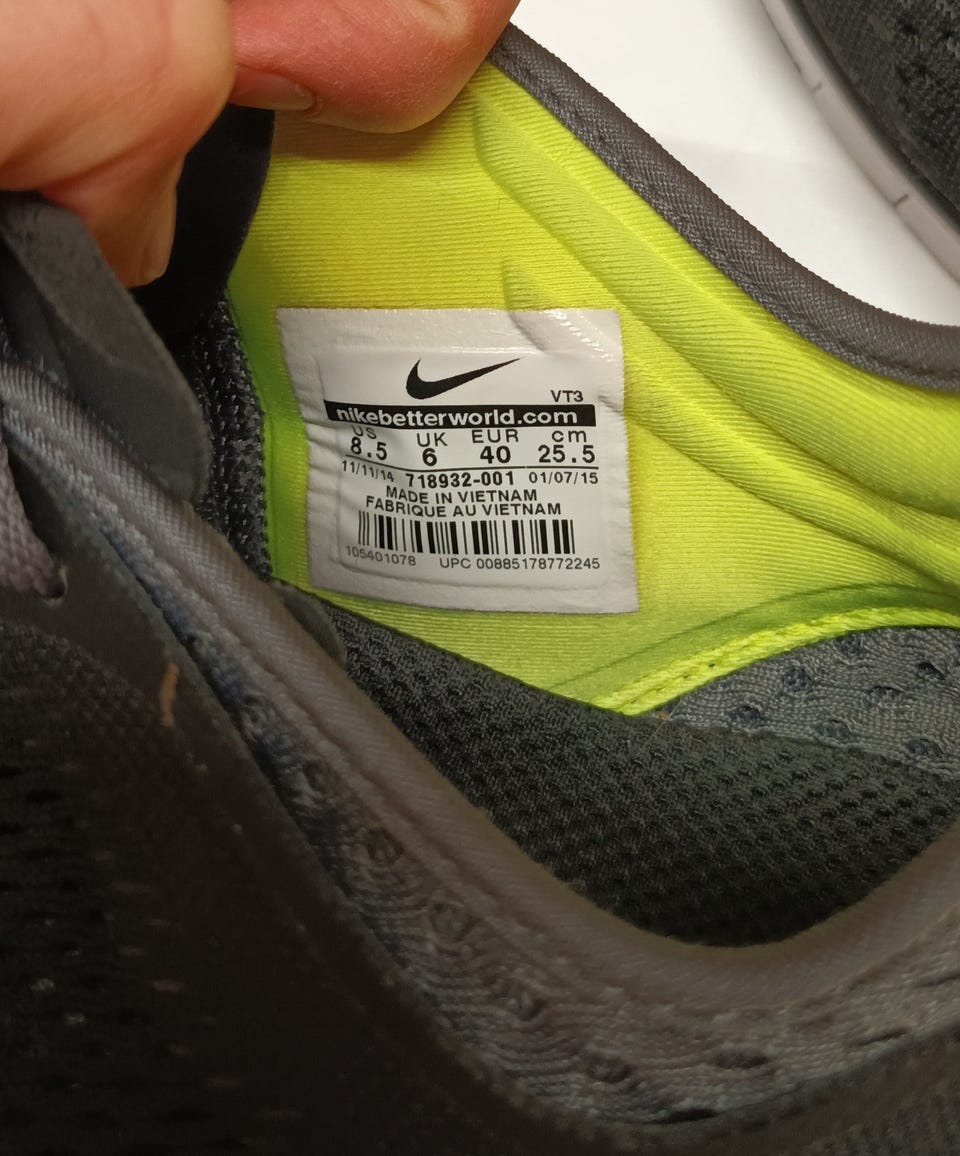 VT3
nikebetterworld.com
US UK EUR cm
8.5 6 40 25.5
11/11/14 718932-001 01/07/15
MADE IN VIETNAM
FABRIQUE AU VIETNAM
105401078 UPC 00885178772245